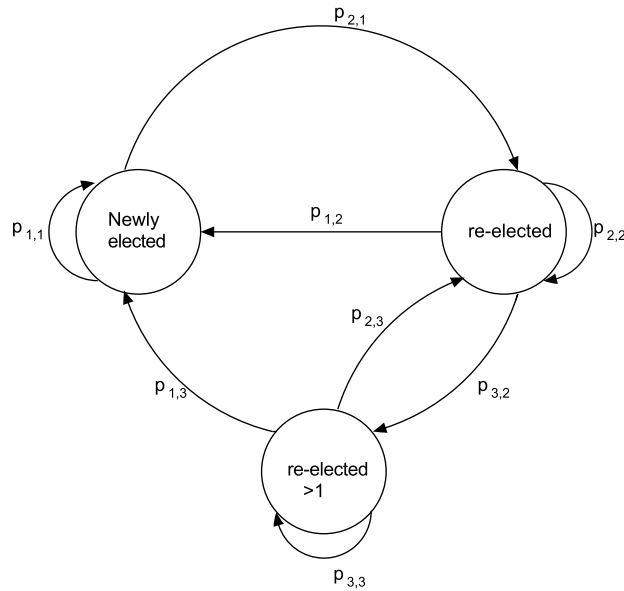 p 2,1
p 1,1
Newly
elected
p 1,2
re-elected
p 2,2
p 2,3
p 1,3
p 3,2
re-elected
>1
p 3,3